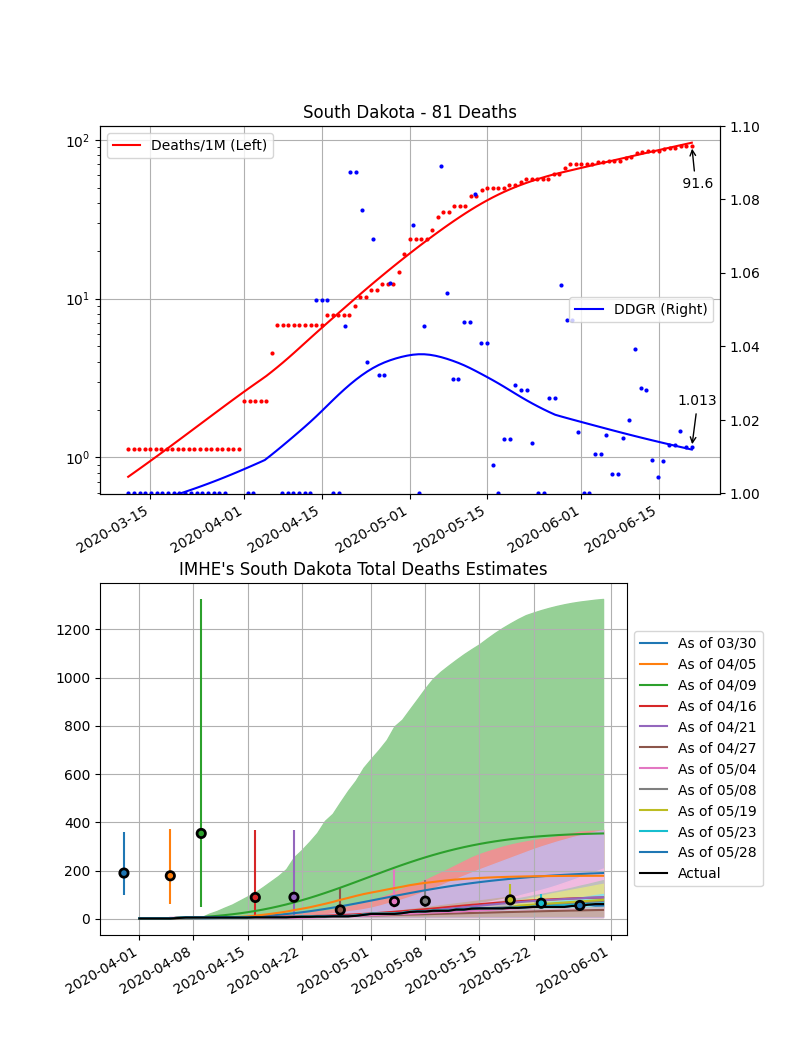 South Dakota - 81 Deaths
Deaths/1M (Left)
DDGR (Right)
91.6
1.013
10²
10¹
10⁰
1.10
1.08
1.06
1.04
1.02
1.00
2020-03-15
2020-04-01
2020-04-15
2020-05-01
2020-05-15
2020-06-01
2020-06-15
IMHE's South Dakota Total Deaths Estimates
1200
1000
800
600
400
200
0
2020-04-01
2020-04-08
2020-04-15
2020-04-22
2020-05-01
2020-05-08
2020-05-15
2020-05-22
2020-06-01
As of 03/30
As of 04/05
As of 04/09
As of 04/16
As of 04/21
As of 04/27
As of 05/04
As of 05/08
As of 05/19
As of 05/23
As of 05/28
Actual